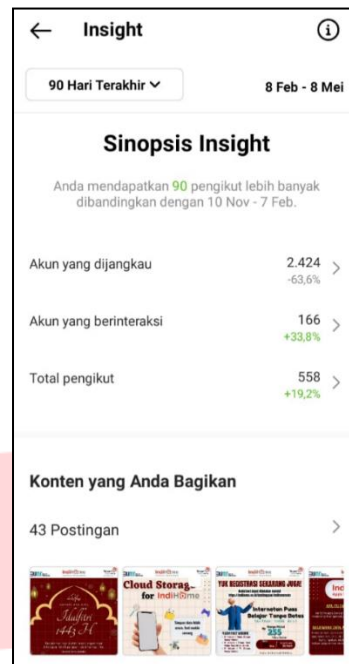 Insight
90 Hari Terakhir
8 Feb - 8 Mei
Sinopsis Insight
Anda mendapatkan 90 pengikut lebih banyak
dibandingkan dengan 10 Nov - 7 Feb.
Akun yang dijangkau
2.424
-63,6%
Akun yang berinteraksi
166
+33,8%
Total pengikut
558
+19,2%
Konten yang Anda Bagikan
43 Postingan
Idulfitri
1443 H
Cloud Storag
for IndiHome
YUK REGISTRASI SEKARANG JUGA!
Internetan Puas
Belajar Tanpa Batas